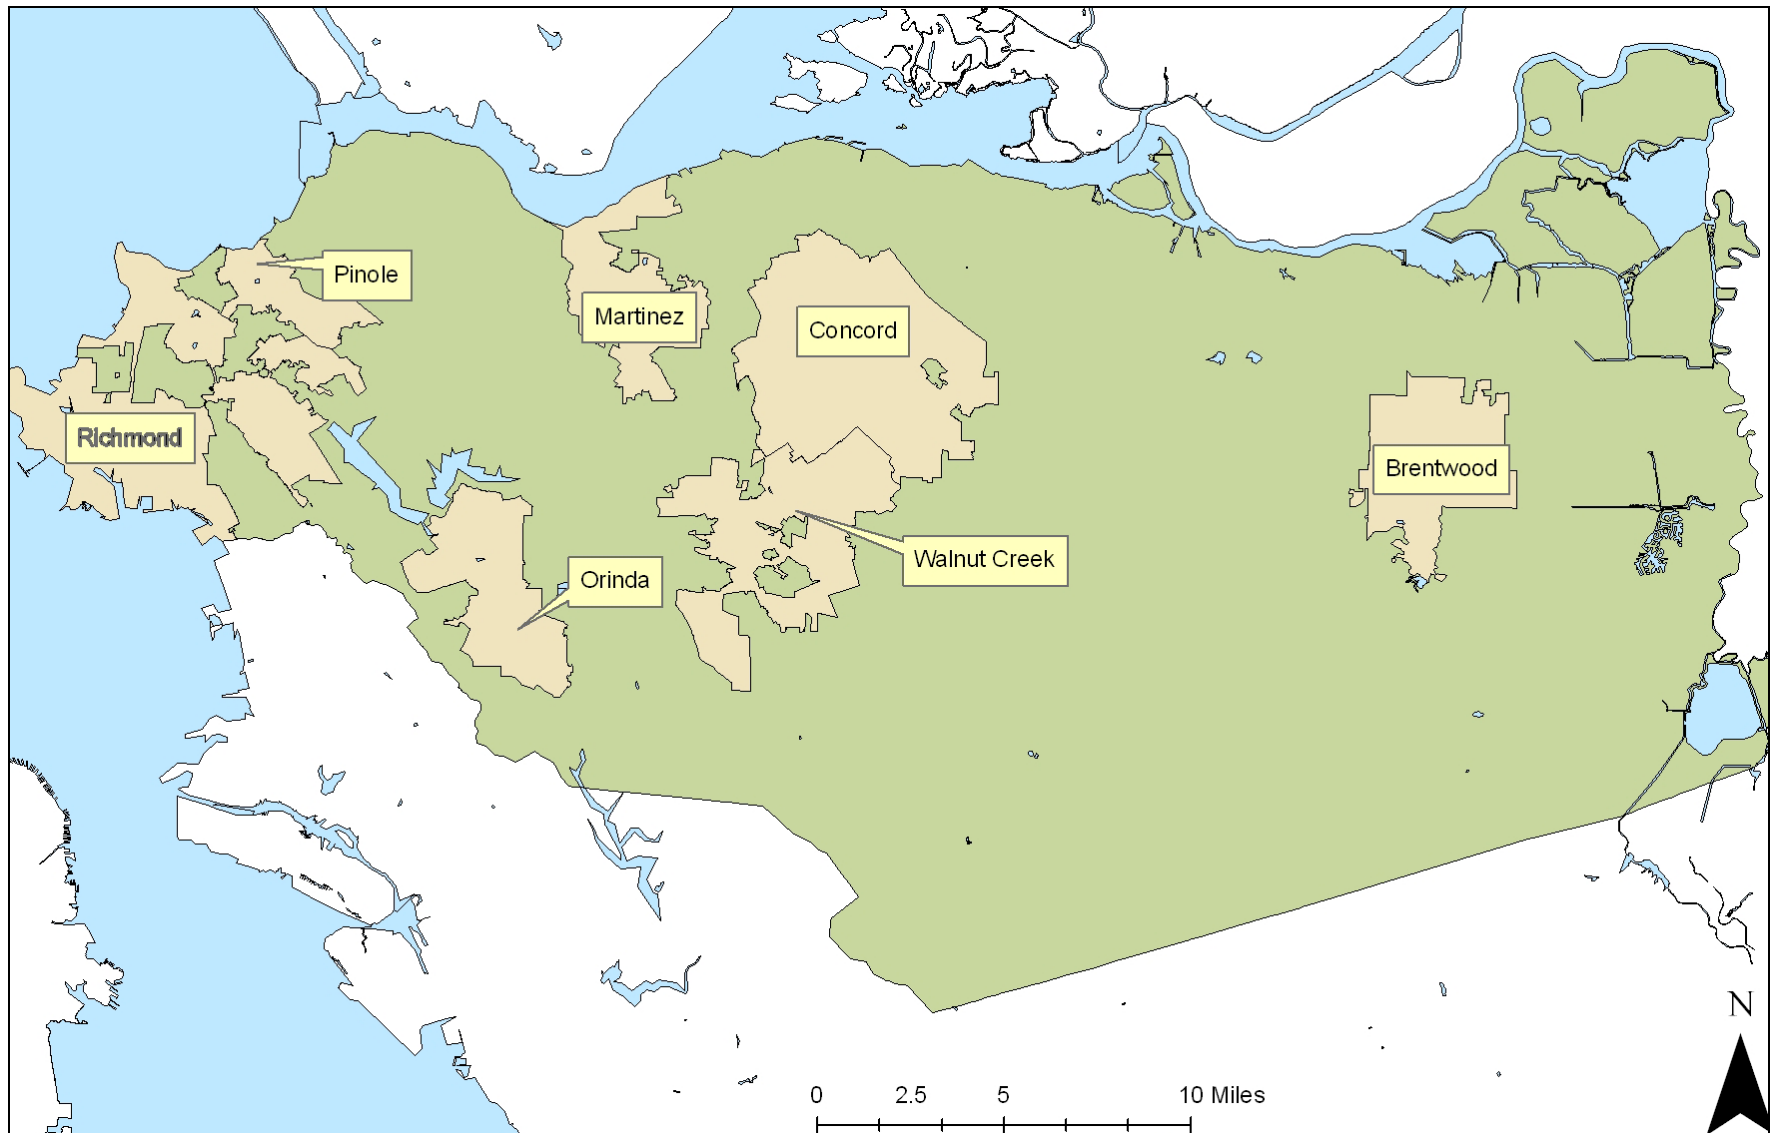 Pinole
Martinez
Concord
Richmond
Brentwood
Walnut Creek
Orinda
N
0 2.5 5 10 Miles